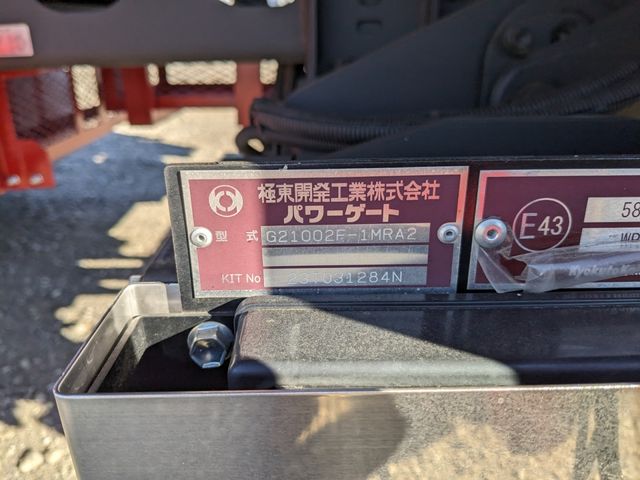 極東開発工業株式会社
パワーゲート
型式 G21002F-1MRA2
KIT No 23T031284N
E43
58